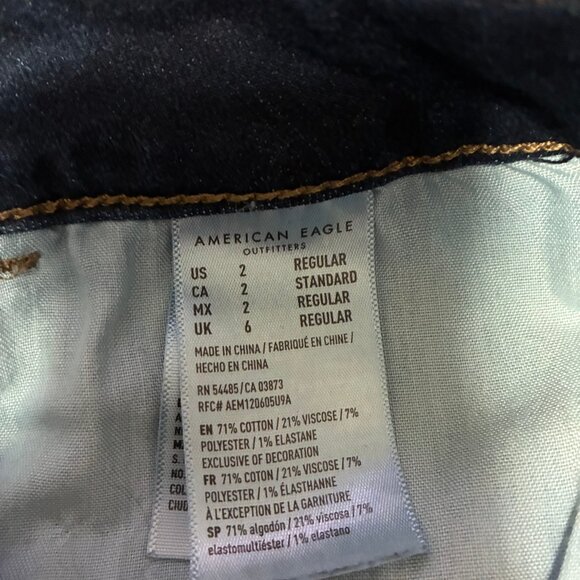 AMERICAN EAGLE
OUTFITTERS
US 2 REGULAR
CA 2 STANDARD
MX 2 REGULAR
UK 6 REGULAR
MADE IN CHINA / FABRIQUÉ EN CHINE /
HECHO EN CHINA
RN 54485 / CA 03873
RFC# AEM120605U9A
EN 71% COTTON / 21% VISCOSE / 7%
POLYESTER / 1% ELASTANE
EXCLUSIVE OF DECORATION
FR 71% COTON / 21% VISCOSE / 7%
POLYESTER / 1% ÉLASTHANNE
À L'EXCEPTION DE LA GARNITURE
SP 71% algodón / 21% viscosa / 7%
elastomultiéster / 1% elastano